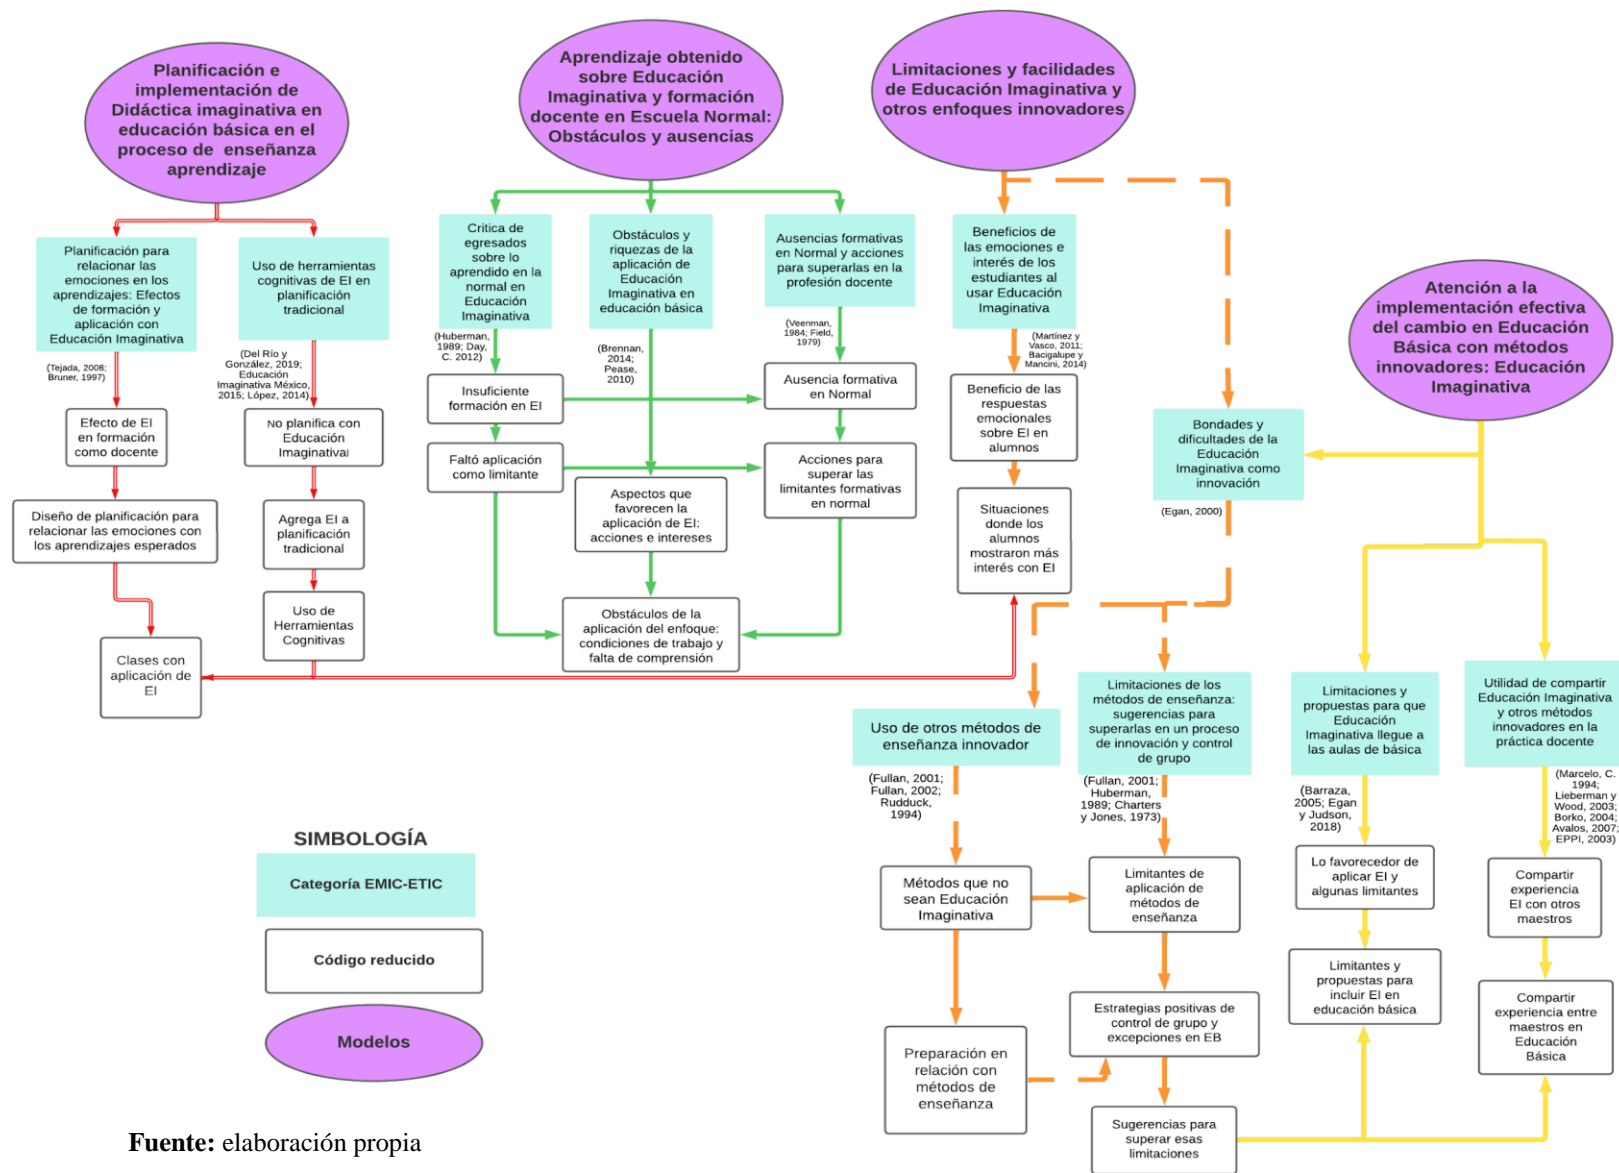 Planificación e
implementación de
Didáctica imaginativa en
educación básica en el
proceso de enseñanza
aprendizaje
Aprendizaje obtenido
sobre Educación
Imaginativa y formación
docente en Escuela Normal:
Obstáculos y ausencias
Limitaciones y facilidades
de Educación Imaginativa y
otros enfoques innovadores
Atención a la
implementación efectiva
del cambio en Educación
Básica con métodos
innovadores: Educación
Imaginativa
Planificación para
relacionar las
emociones en los
aprendizajes: Efectos
de formación y
aplicación con
Educación Imaginativa
(Tejada, 2008;
Bruner, 1997)
Efecto de EI
en formación
como docente
Diseño de planificación para
relacionar las emociones con
los aprendizajes esperados
Clases con
aplicación de
EI
Uso de herramientas
cognitivas de EI en
planificación
tradicional
(Del Río y
González, 2019;
Educación
Imaginativa México,
2015; López, 2014)
No planifica con
Educación
Imaginativa
Agrega EI a
planificación
tradicional
Uso de
Herramientas
Cognitivas
Critica de
egresados
sobre lo
aprendido en la
normal en
Educación
Imaginativa
(Huberman,
1989; Day,
C. 2012)
Insuficiente
formación en EI
Faltó aplicación
como limitante
Obstáculos y
riquezas de la
aplicación de
Educación
Imaginativa en
educación básica
(Brennan,
2014;
Pease,
2010)
Aspectos que
favorecen la
aplicación de EI:
acciones e intereses
Obstáculos de la
aplicación del enfoque:
condiciones de trabajo y
falta de comprensión
Ausencias formativas
en Normal y acciones
para superarlas en la
profesión docente
(Veenman,
1984; Field,
1979)
Ausencia formativa
en Normal
Acciones para
superar las
limitantes formativas
en normal
Beneficios de
las emociones e
interés de los
estudiantes al
usar Educación
Imaginativa
(Martínez y
Vasco, 2011;
Bacigalupe y
Mancini, 2014)
Beneficio de las
respuestas
emocionales
sobre EI en
alumnos
Situaciones
donde los
alumnos
mostraron más
interés con EI
Bondades y
dificultades de la
Educación
Imaginativa como
innovación
(Egan, 2000)
Uso de otros métodos de
enseñanza innovador
(Fullan, 2001;
Fullan, 2002;
Rudduck,
1994)
Métodos que no
sean Educación
Imaginativa
Preparación en
relación con
métodos de
enseñanza
Limitaciones de los
métodos de enseñanza:
sugerencias para
superarlas en un proceso
de innovación y control
de grupo
(Fullan, 2001;
Huberman,
1989; Charters
y Jones, 1973)
Limitantes de
aplicación de
métodos de
enseñanza
Estrategias positivas de
control de grupo y
excepciones en EB
Sugerencias para
superar esas
limitaciones
Limitaciones y
propuestas para que
Educación
Imaginativa llegue a
las aulas de básica
(Barraza,
2005; Egan
y Judson,
2018)
Lo favorecedor de
aplicar EI y
algunas limitantes
Limitantes y
propuestas para
incluir EI en
educación básica
Utilidad de compartir
Educación Imaginativa
y otros métodos
innovadores en la
práctica docente
(Marcelo, C.
1994;
Lieberman y
Wood, 2003;
Borko, 2004;
Avalos, 2007;
EPPI, 2003)
Compartir
experiencia
EI con otros
maestros
Compartir
experiencia entre
maestros en
Educación
Básica
SIMBOLOGÍA
Categoría EMIC-ETIC
Código reducido
Modelos
Fuente: elaboración propia